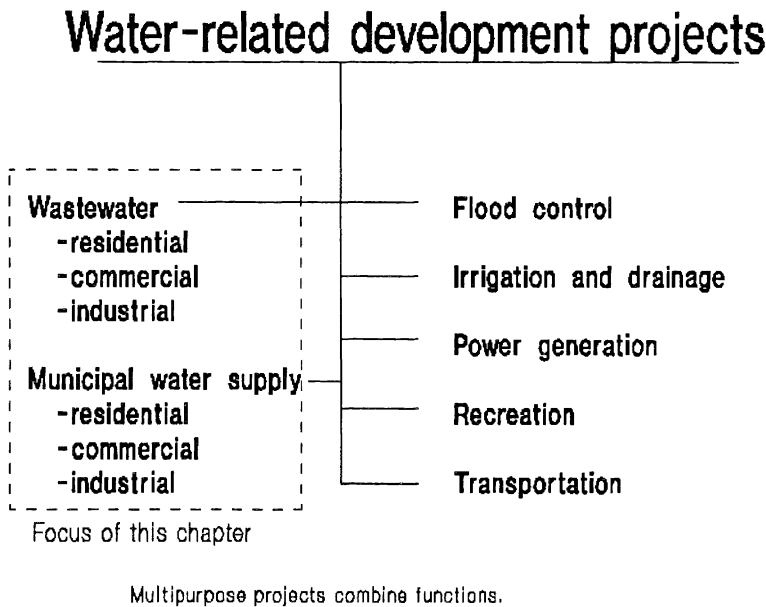 Water-related development projects
Wastewater
-residential
-commercial
-industrial
Municipal water supply
-residential
-commercial
-industrial
Focus of this chapter
Flood control
Irrigation and drainage
Power generation
Recreation
Transportation
Multipurpose projects combine functions.